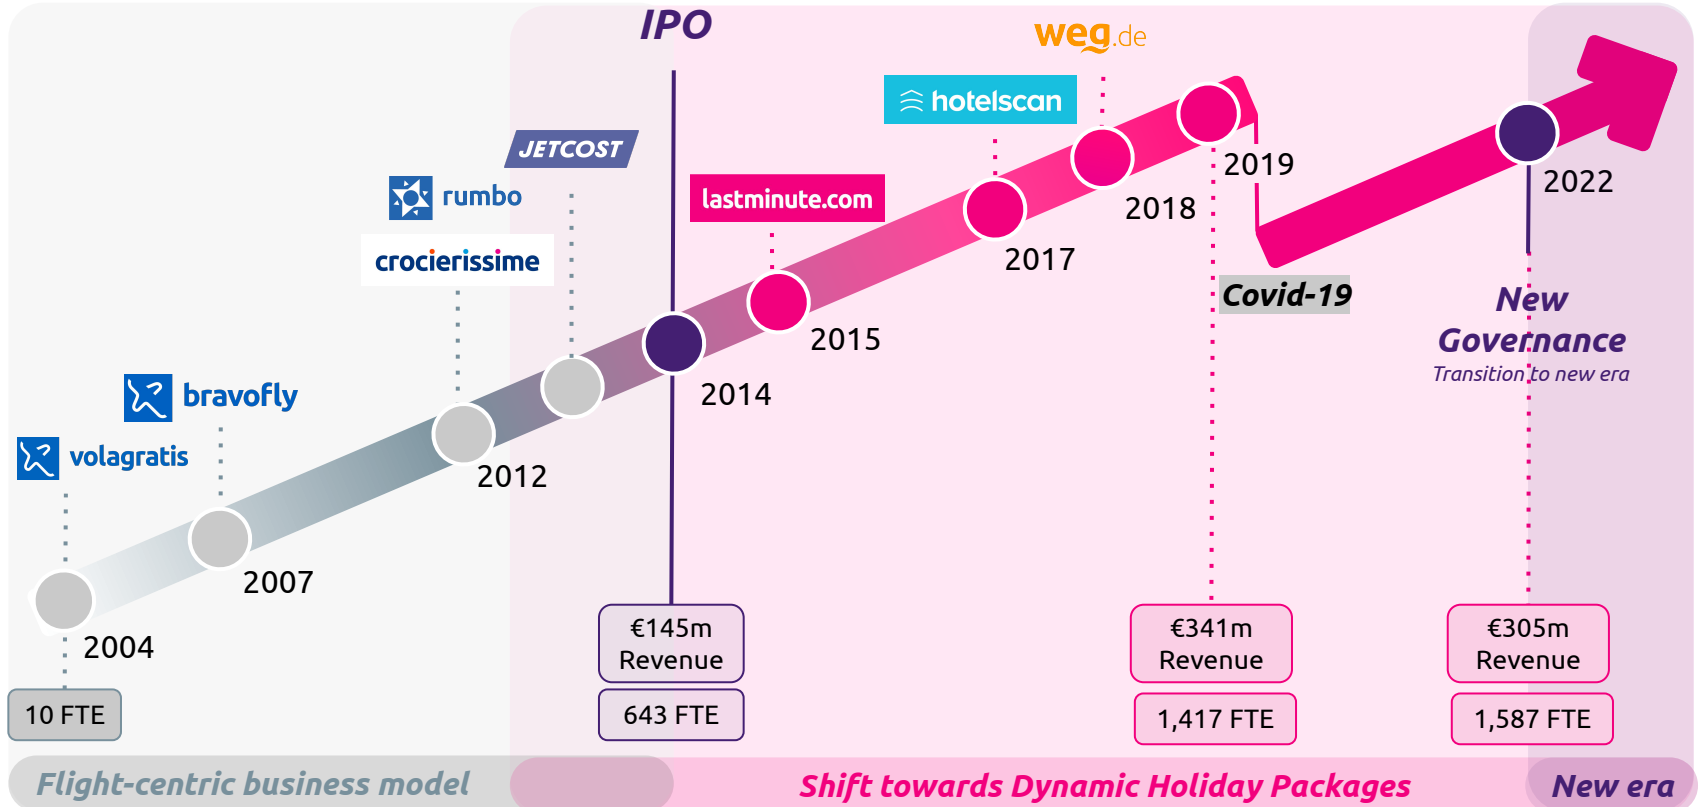 IPO
weg.de
hotelscan
JETCOST
2019
rumbo
lastminute.com
2022
2018
crocierissime
2017
Covid-19
New
Governance
Transition to new era
2015
bravofly
2014
volagratis
2012
2007
2004
€145m
Revenue
€341m
Revenue
€305m
Revenue
10 FTE
643 FTE
1,417 FTE
1,587 FTE
Flight-centric business model
Shift towards Dynamic Holiday Packages
New era